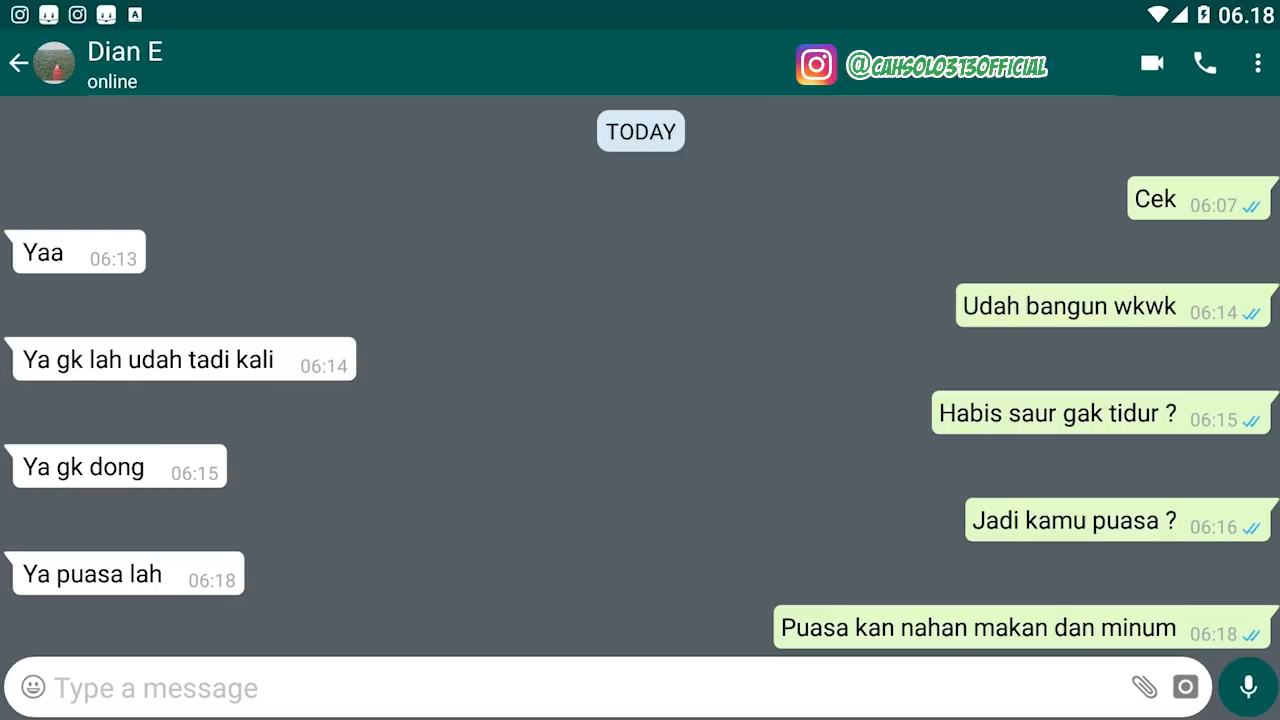 A
06.18
Dian E
online
@CAHSOLO313OFFICIAL
TODAY
Cek 06:07
Yaa 06:13
Udah bangun wkwk 06:14
Ya gk lah udah tadi kali 06:14
Habis saur gak tidur ? 06:15
Ya gk dong 06:15
Jadi kamu puasa ? 06:16
Ya puasa lah 06:18
Puasa kan nahan makan dan minum 06:18
Type a message